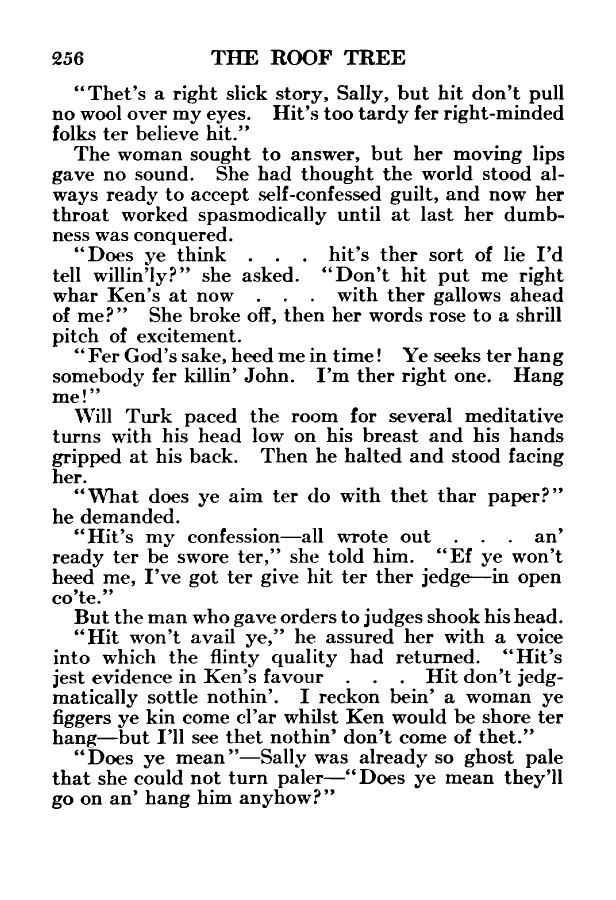 256 THE ROOF TREE
"Thet's a right slick story, Sally, but hit don't pull
no wool over my eyes. Hit's too tardy fer right-minded
folks ter believe hit."
The woman sought to answer, but her moving lips
gave no sound. She had thought the world stood al-
ways ready to accept self-confessed guilt, and now her
throat worked spasmodically until at last her dumb-
ness was conquered.
"Does ye think . . . hit's ther sort of lie I'd
tell willin'ly?" she asked. "Don't hit put me right
whar Ken's at now . . . with ther gallows ahead
of me?" She broke off, then her words rose to a shrill
pitch of excitement.
"Fer God's sake, heed me in time! Ye seeks ter hang
somebody fer killin' John. I'm ther right one. Hang
me!"
Will Turk paced the room for several meditative
turns with his head low on his breast and his hands
gripped at his back. Then he halted and stood facing
her.
"What does ye aim ter do with thet thar paper?"
he demanded.
"Hit's my confession—all wrote out . . . an'
ready ter be swore ter," she told him. "Ef ye won't
heed me, I've got ter give hit ter ther jedge—in open
co'te."
But the man who gave orders to judges shook his head.
"Hit won't avail ye," he assured her with a voice
into which the flinty quality had returned. "Hit's
jest evidence in Ken's favour . . . Hit don't jedg-
matically sottle nothin'. I reckon bein' a woman ye
figgers ye kin come cl'ar whilst Ken would be shore ter
hang—but I'll see thet nothin' don't come of thet."
"Does ye mean"—Sally was already so ghost pale
that she could not turn paler—"Does ye mean they'll
go on an' hang him anyhow?"